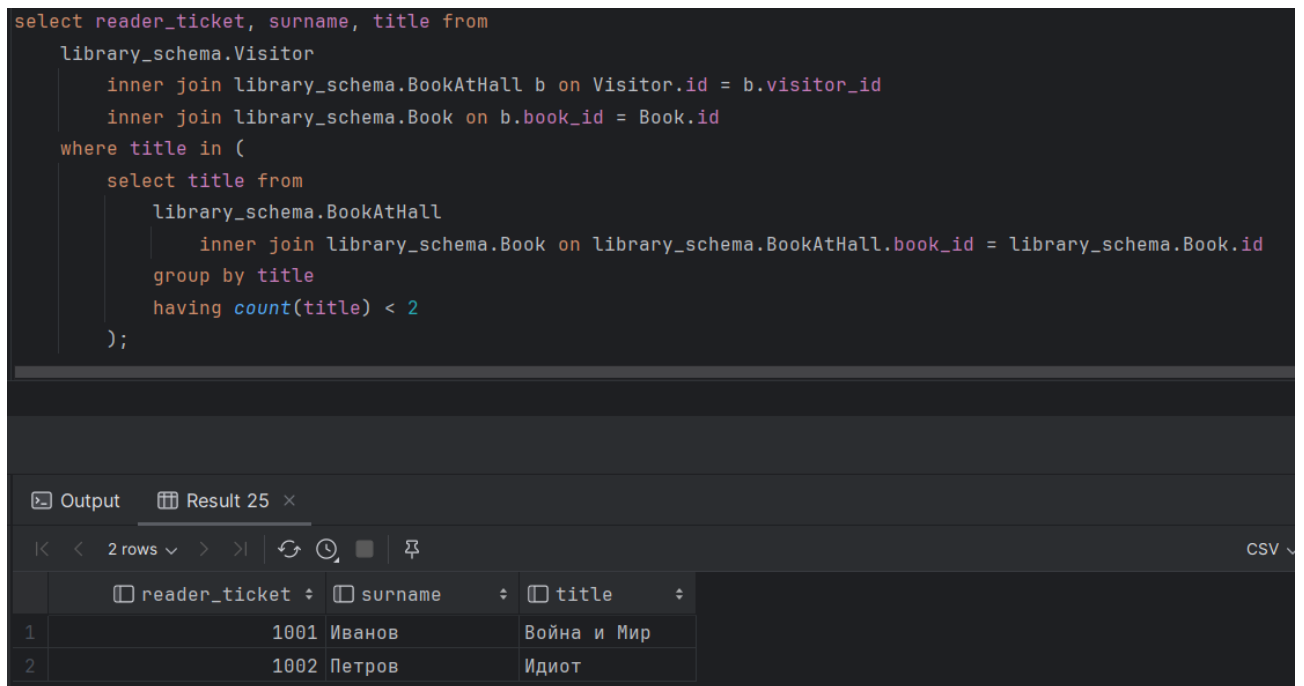 select reader_ticket, surname, title from
library_schema.Visitor
inner join library_schema.BookAtHall b on Visitor.id = b.visitor_id
inner join library_schema.Book on b.book_id = Book.id
where title in (
select title from
library_schema.BookAtHall
inner join library_schema.Book on library_schema.BookAtHall.book_id = library_schema.Book.id
group by title
having count(title) < 2
);
Output Result 25 ×
2 rows CSV
reader_ticket surname title
1 1001 Иванов Война и Мир
2 1002 Петров Идиот